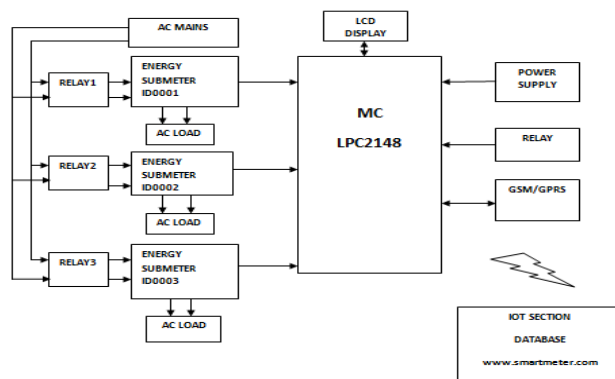 AC MAINS
LCD
DISPLAY
RELAY1
ENERGY
SUBMETER
ID0001
AC LOAD
RELAY2
ENERGY
SUBMETER
ID0002
AC LOAD
RELAY3
ENERGY
SUBMETER
ID0003
AC LOAD
MC
LPC2148
POWER
SUPPLY
RELAY
GSM/GPRS
IOT SECTION
DATABASE
www.smartmeter.com